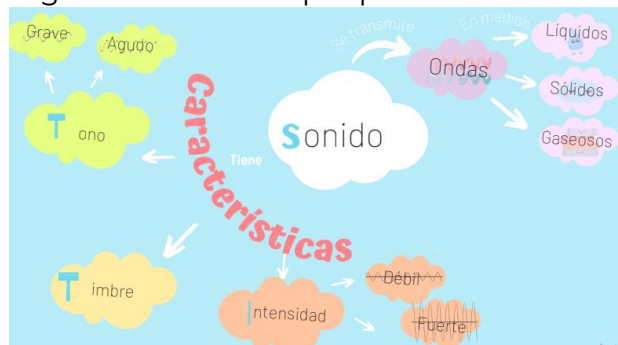 Grave
Agudo
Tono
Características
Tiene
Sonido
Se transmite
Ondas
En medios
Líquidos
Sólidos
Gaseosos
Timbre
Intensidad
Débil
Fuerte